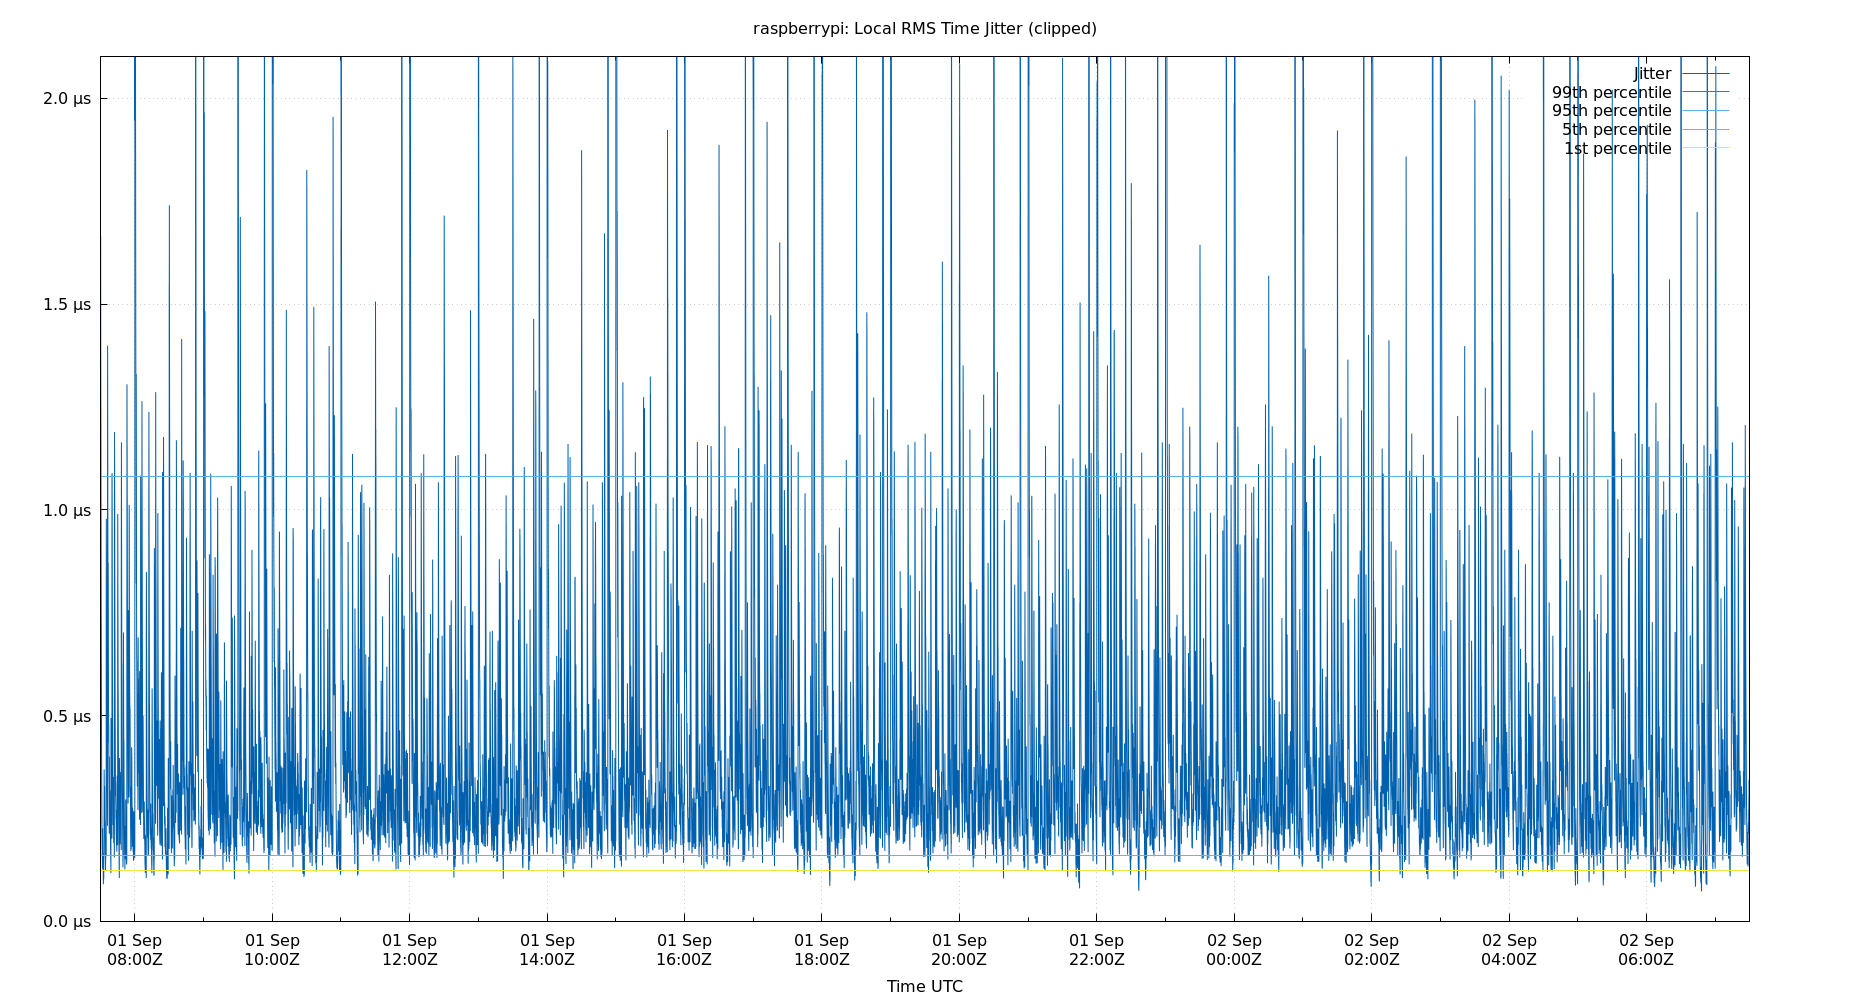 raspberrypi: Local RMS Time Jitter (clipped)
Jitter
99th percentile
95th percentile
5th percentile
1st percentile
2.0 µs
1.5 µs
1.0 µs
0.5 µs
0.0 µs
01 Sep 01 Sep 01 Sep 01 Sep 01 Sep 01 Sep 01 Sep 01 Sep 02 Sep 02 Sep 02 Sep 02 Sep
08:00Z 10:00Z 12:00Z 14:00Z 16:00Z 18:00Z 20:00Z 22:00Z 00:00Z 02:00Z 04:00Z 06:00Z
Time UTC